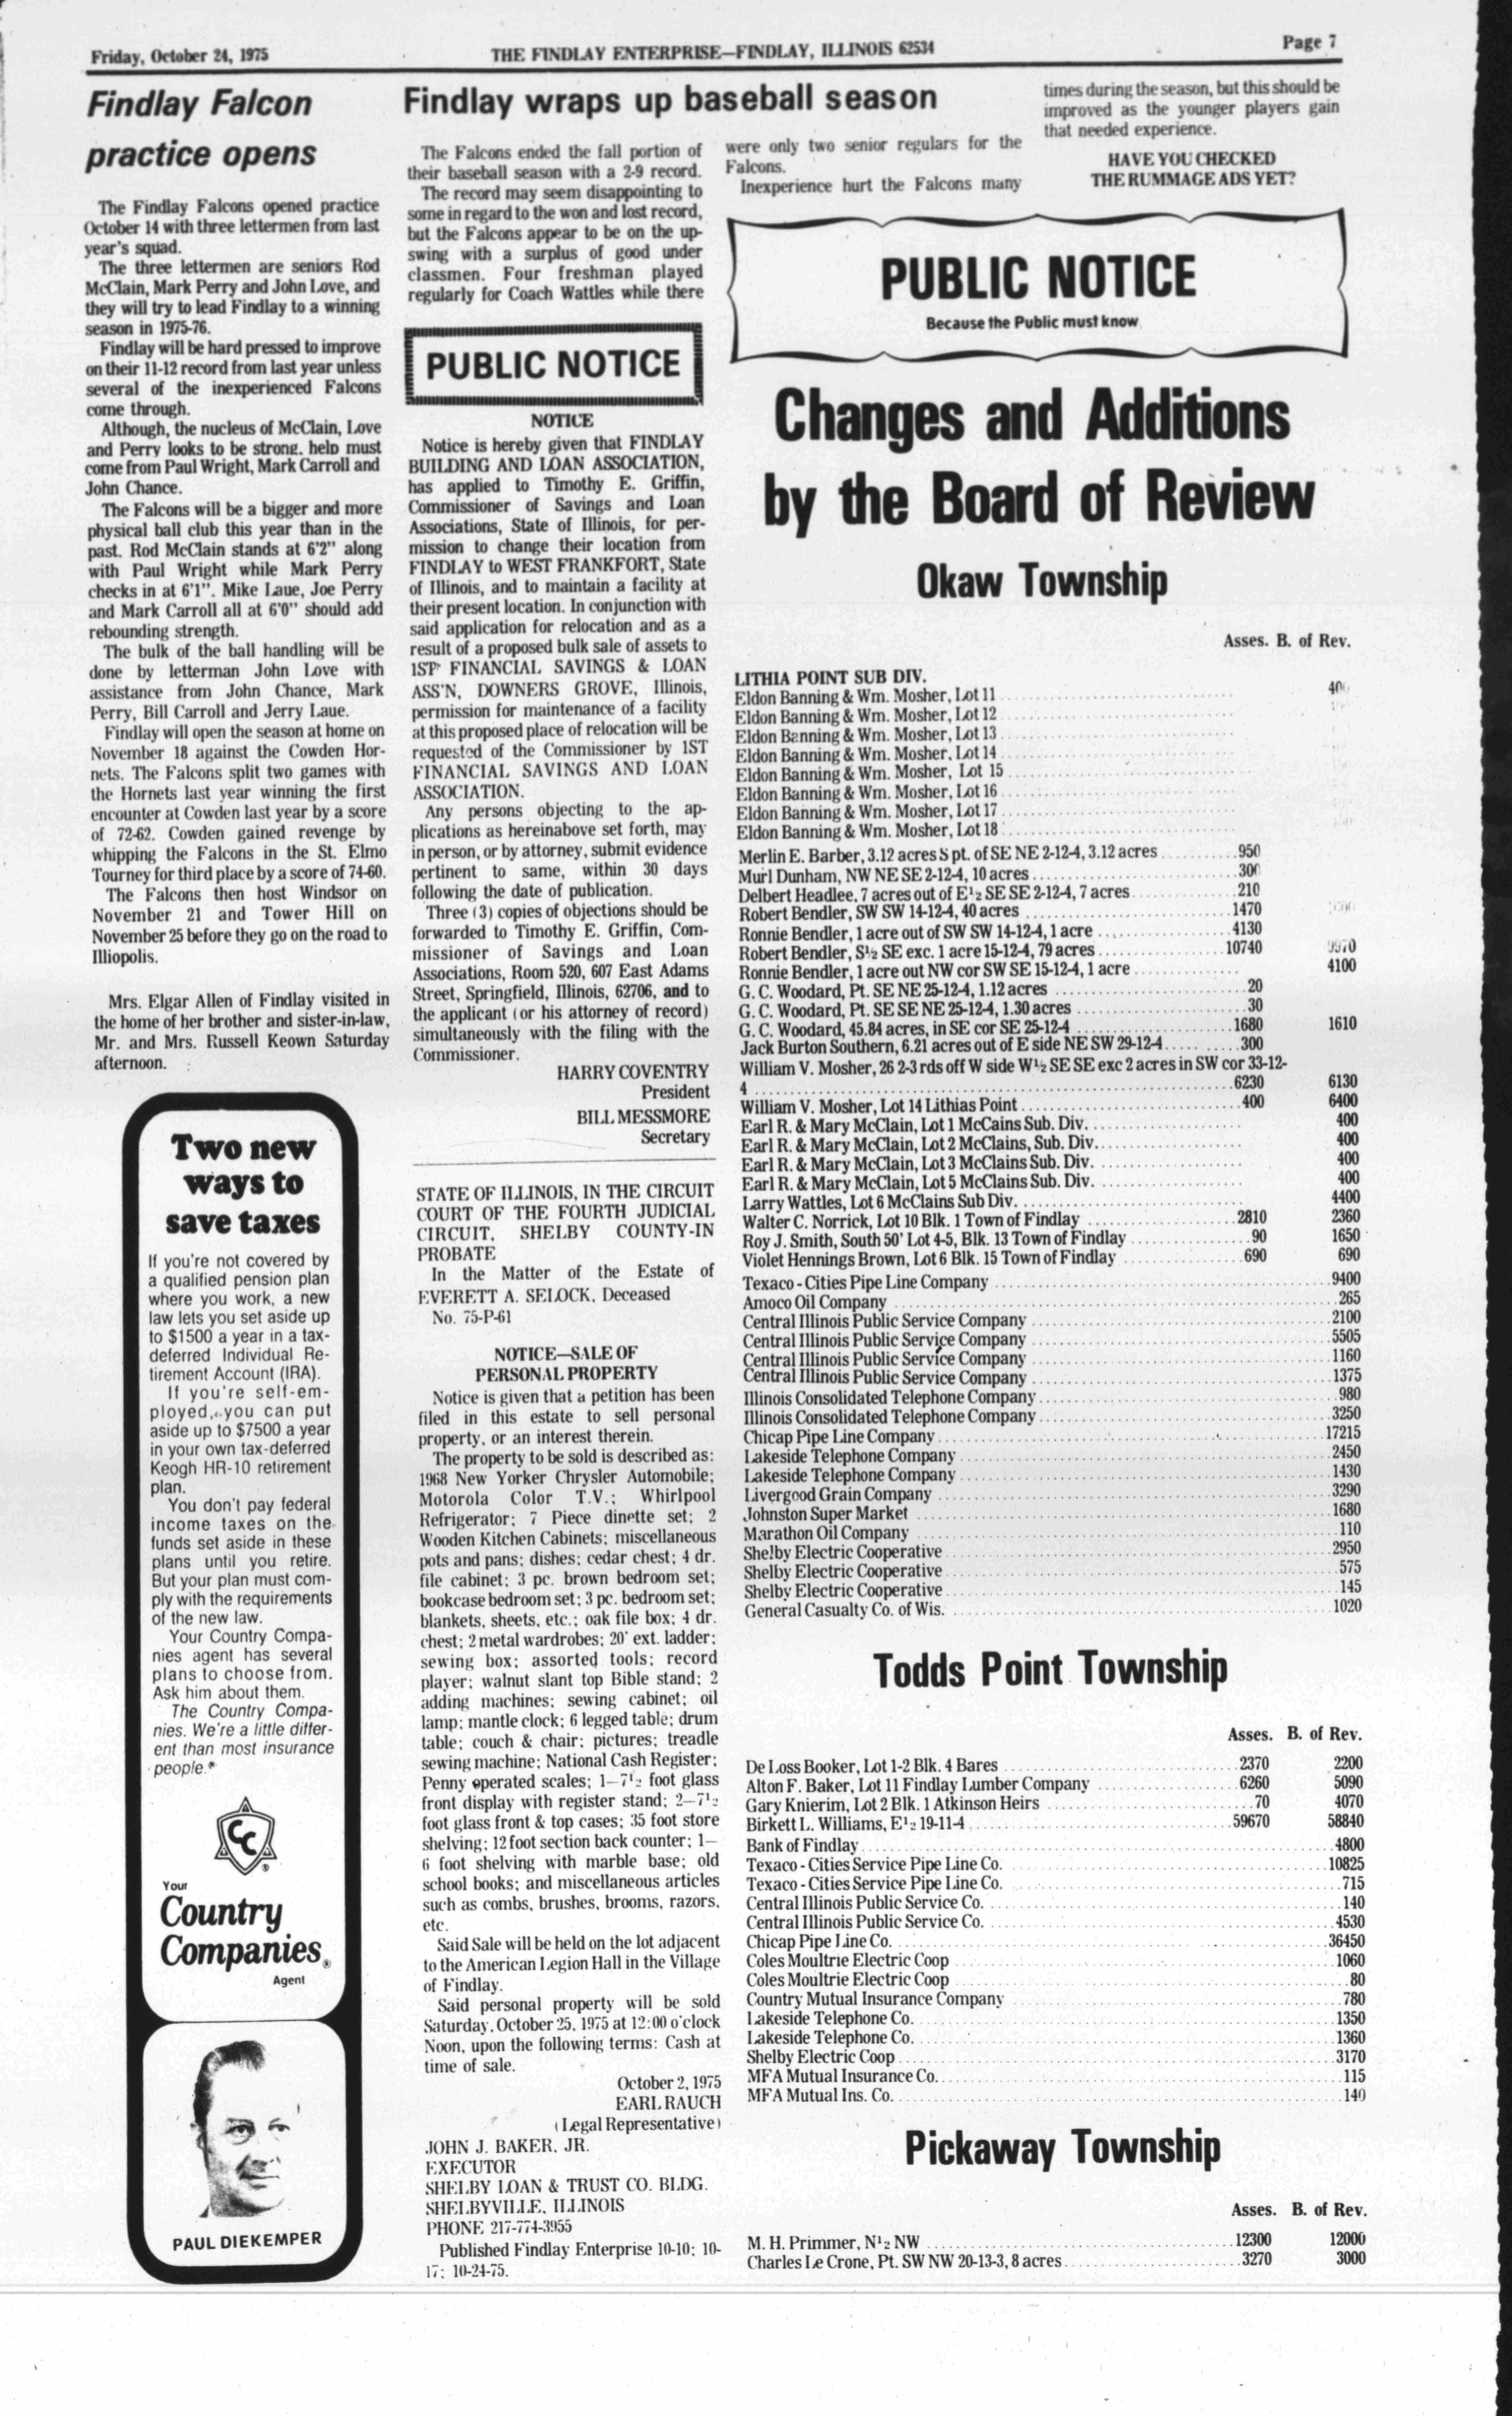 Friday, October 24, 1975
THE FINDLAY ENTERPRISE—FINDLAY, ILLINOIS 62534
Page 7
Findlay Falcon
practice opens
The Findlay Falcons opened practice
October 14 with three lettermen from last
year's squad.
The three lettermen are seniors Rod
McClain, Mark Perry and John Love, and
they will try to lead Findlay to a winning
season in 1975-76.
Findlay will be hard pressed to improve
on their 11-12 record from last year unless
several of the inexperienced Falcons
come through.
Although, the nucleus of McClain, Love
and Perry looks to be strong, help must
come from Paul Wright, Mark Carroll and
John Chance.
The Falcons will be a bigger and more
physical ball club this year than in the
past. Rod McClain stands at 6'2" along
with Paul Wright while Mark Perry
checks in at 6'1". Mike Laue, Joe Perry
and Mark Carroll all at 6'0" should add
rebounding strength.
The bulk of the ball handling will be
done by letterman John Love with
assistance from John Chance, Mark
Perry, Bill Carroll and Jerry Laue.
Findlay will open the season at home on
November 18 against the Cowden Hor-
nets. The Falcons split two games with
the Hornets last year winning the first
encounter at Cowden last year by a score
of 72-62. Cowden gained revenge by
whipping the Falcons in the St. Elmo
Tourney for third place by a score of 74-60.
The Falcons then host Windsor on
November 21 and Tower Hill on
November 25 before they go on the road to
Illiopolis.
Mrs. Elgar Allen of Findlay visited in
the home of her brother and sister-in-law,
Mr. and Mrs. Russell Keown Saturday
afternoon.
Two new
ways to
save taxes
If you're not covered by
a qualified pension plan
where you work, a new
law lets you set aside up
to $1500 a year in a tax-
deferred Individual Re-
tirement Account (IRA).
If you're self-em-
ployed, you can put
aside up to $7500 a year
in your own tax-deferred
Keogh HR-10 retirement
plan.
You don't pay federal
income taxes on the
funds set aside in these
plans until you retire.
But your plan must com-
ply with the requirements
of the new law.
Your Country Compa-
nies agent has several
plans to choose from.
Ask him about them.
The Country Compa-
nies. We're a little differ-
ent than most insurance
people.*
CC
®
Your
Country
Companies®
Agent
PAUL DIEKEMPER
Findlay wraps up baseball season
The Falcons ended the fall portion of
their baseball season with a 2-9 record.
The record may seem disappointing to
some in regard to the won and lost record,
but the Falcons appear to be on the up-
swing with a surplus of good under
classmen. Four freshman played
regularly for Coach Wattles while there
were only two senior regulars for the
Falcons.
Inexperience hurt the Falcons many
times during the season, but this should be
improved as the younger players gain
that needed experience.
HAVE YOU CHECKED
THE RUMMAGE ADS YET?
PUBLIC NOTICE
NOTICE
Notice is hereby given that FINDLAY
BUILDING AND LOAN ASSOCIATION,
has applied to Timothy E. Griffin,
Commissioner of Savings and Loan
Associations, State of Illinois, for per-
mission to change their location from
FINDLAY to WEST FRANKFORT, State
of Illinois, and to maintain a facility at
their present location. In conjunction with
said application for relocation and as a
result of a proposed bulk sale of assets to
1ST FINANCIAL SAVINGS & LOAN
ASS'N, DOWNERS GROVE, Illinois,
permission for maintenance of a facility
at this proposed place of relocation will be
requested of the Commissioner by 1ST
FINANCIAL SAVINGS AND LOAN
ASSOCIATION.
Any persons objecting to the ap-
plications as hereinabove set forth, may
in person, or by attorney, submit evidence
pertinent to same, within 30 days
following the date of publication.
Three (3) copies of objections should be
forwarded to Timothy E. Griffin, Com-
missioner of Savings and Loan
Associations, Room 520, 607 East Adams
Street, Springfield, Illinois, 62706, and to
the applicant (or his attorney of record)
simultaneously with the filing with the
Commissioner.
HARRY COVENTRY
President
BILL MESSMORE
Secretary
STATE OF ILLINOIS, IN THE CIRCUIT
COURT OF THE FOURTH JUDICIAL
CIRCUIT, SHELBY COUNTY-IN
PROBATE
In the Matter of the Estate of
EVERETT A. SELOCK, Deceased
No. 75-P-61
NOTICE—SALE OF
PERSONAL PROPERTY
Notice is given that a petition has been
filed in this estate to sell personal
property, or an interest therein.
The property to be sold is described as:
1968 New Yorker Chrysler Automobile;
Motorola Color T.V.; Whirlpool
Refrigerator; 7 Piece dinette set; 2
Wooden Kitchen Cabinets; miscellaneous
pots and pans; dishes; cedar chest; 4 dr.
file cabinet; 3 pc. brown bedroom set;
bookcase bedroom set; 3 pc. bedroom set;
blankets, sheets, etc.; oak file box; 4 dr.
chest; 2 metal wardrobes; 20' ext. ladder;
sewing box; assorted tools; record
player; walnut slant top Bible stand; 2
adding machines; sewing cabinet; oil
lamp; mantle clock; 6 legged table; drum
table; couch & chair; pictures; treadle
sewing machine; National Cash Register;
Penny operated scales; 1—7½ foot glass
front display with register stand; 2—7½
foot glass front & top cases; 35 foot store
shelving; 12 foot section back counter; 1—
6 foot shelving with marble base; old
school books; and miscellaneous articles
such as combs, brushes, brooms, razors,
etc.
Said Sale will be held on the lot adjacent
to the American Legion Hall in the Village
of Findlay.
Said personal property will be sold
Saturday, October 25, 1975 at 12:00 o'clock
Noon, upon the following terms: Cash at
time of sale.
October 2, 1975
EARL RAUCH
(Legal Representative)
JOHN J. BAKER, JR.
EXECUTOR
SHELBY LOAN & TRUST CO. BLDG.
SHELBYVILLE, ILLINOIS
PHONE 217-774-3955
Published Findlay Enterprise 10-10; 10-
17; 10-24-75.
PUBLIC NOTICE
Because the Public must know
Changes and Additions
by the Board of Review
Okaw Township
Asses. B. of Rev.
LITHIA POINT SUB DIV.
Eldon Banning & Wm. Mosher, Lot 11 400
Eldon Banning & Wm. Mosher, Lot 12
Eldon Banning & Wm. Mosher, Lot 13
Eldon Banning & Wm. Mosher, Lot 14
Eldon Banning & Wm. Mosher, Lot 15
Eldon Banning & Wm. Mosher, Lot 16
Eldon Banning & Wm. Mosher, Lot 17
Eldon Banning & Wm. Mosher, Lot 18
Merlin E. Barber, 3.12 acres S pt. of SE NE 2-12-4, 3.12 acres 950
Murl Dunham, NW NE SE 2-12-4, 10 acres 300
Delbert Headlee, 7 acres out of E½ SE SE 2-12-4, 7 acres 210
Robert Bendler, SW SW 14-12-4, 40 acres 1470
Ronnie Bendler, 1 acre out of SW SW 14-12-4, 1 acre 4130
Robert Bendler, S½ SE exc. 1 acre 15-12-4, 79 acres 10740 9970
Ronnie Bendler, 1 acre out NW cor SW SE 15-12-4, 1 acre 4100
G. C. Woodard, Pt. SE NE 25-12-4, 1.12 acres 20
G. C. Woodard, Pt. SE SE NE 25-12-4, 1.30 acres 30
G. C. Woodard, 45.84 acres, in SE cor SE 25-12-4 1680 1610
Jack Burton Southern, 6.21 acres out of E side NE SW 29-12-4 300
William V. Mosher, 26 2-3 rds off W side W½ SE SE exc 2 acres in SW cor 33-12-
4 6230 6130
William V. Mosher, Lot 14 Lithias Point 400 6400
Earl R. & Mary McClain, Lot 1 McCains Sub. Div. 400
Earl R. & Mary McClain, Lot 2 McClains, Sub. Div. 400
Earl R. & Mary McClain, Lot 3 McClains Sub. Div. 400
Earl R. & Mary McClain, Lot 5 McClains Sub. Div. 400
Larry Wattles, Lot 6 McClains Sub Div. 4400
Walter C. Norrick, Lot 10 Blk. 1 Town of Findlay 2810 2360
Roy J. Smith, South 50' Lot 4-5, Blk. 13 Town of Findlay 90 1650
Violet Hennings Brown, Lot 6 Blk. 15 Town of Findlay 690 690
Texaco - Cities Pipe Line Company 9400
Amoco Oil Company 265
Central Illinois Public Service Company 2100
Central Illinois Public Service Company 5505
Central Illinois Public Service Company 1160
Central Illinois Public Service Company 1375
Illinois Consolidated Telephone Company 980
Illinois Consolidated Telephone Company 3250
Chicap Pipe Line Company 17215
Lakeside Telephone Company 2450
Lakeside Telephone Company 1430
Livergood Grain Company 3290
Johnston Super Market 1680
Marathon Oil Company 110
Shelby Electric Cooperative 2950
Shelby Electric Cooperative 575
Shelby Electric Cooperative 145
General Casualty Co. of Wis. 1020
Todds Point Township
Asses. B. of Rev.
De Loss Booker, Lot 1-2 Blk. 4 Bares 2370 2200
Alton F. Baker, Lot 11 Findlay Lumber Company 6260 5090
Gary Knierim, Lot 2 Blk. 1 Atkinson Heirs 70 4070
Birkett L. Williams, E½ 19-11-4 59670 58840
Bank of Findlay 4800
Texaco - Cities Service Pipe Line Co. 10825
Texaco - Cities Service Pipe Line Co. 715
Central Illinois Public Service Co. 140
Central Illinois Public Service Co. 4530
Chicap Pipe Line Co. 36450
Coles Moultrie Electric Coop 1060
Coles Moultrie Electric Coop 80
Country Mutual Insurance Company 780
Lakeside Telephone Co. 1350
Lakeside Telephone Co. 1360
Shelby Electric Coop 3170
MFA Mutual Insurance Co. 115
MFA Mutual Ins. Co. 140
Pickaway Township
Asses. B. of Rev.
M. H. Primmer, N½ NW 12300 12000
Charles Le Crone, Pt. SW NW 20-13-3, 8 acres 3270 3000